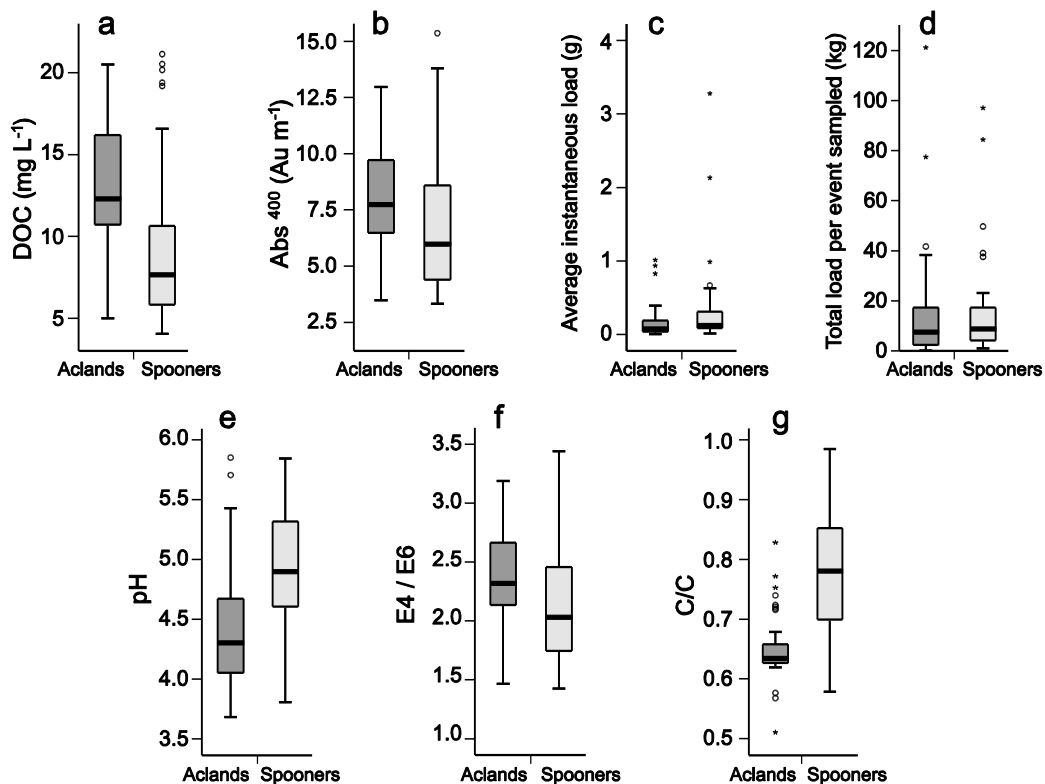 a
DOC (mg L⁻¹)
20
15
10
5
Aclands Spooners
b
Abs ⁴⁰⁰ (Au m⁻¹)
15.0
12.5
10.0
7.5
5.0
2.5
Aclands Spooners
c
Average instantaneous load (g)
4
3
2
1
0
Aclands Spooners
d
Total load per event sampled (kg)
120
100
80
60
40
20
0
Aclands Spooners
e
pH
6.0
5.5
5.0
4.5
4.0
3.5
Aclands Spooners
f
E4 / E6
3.5
3.0
2.5
2.0
1.5
1.0
Aclands Spooners
g
C/C
1.0
0.9
0.8
0.7
0.6
0.5
Aclands Spooners